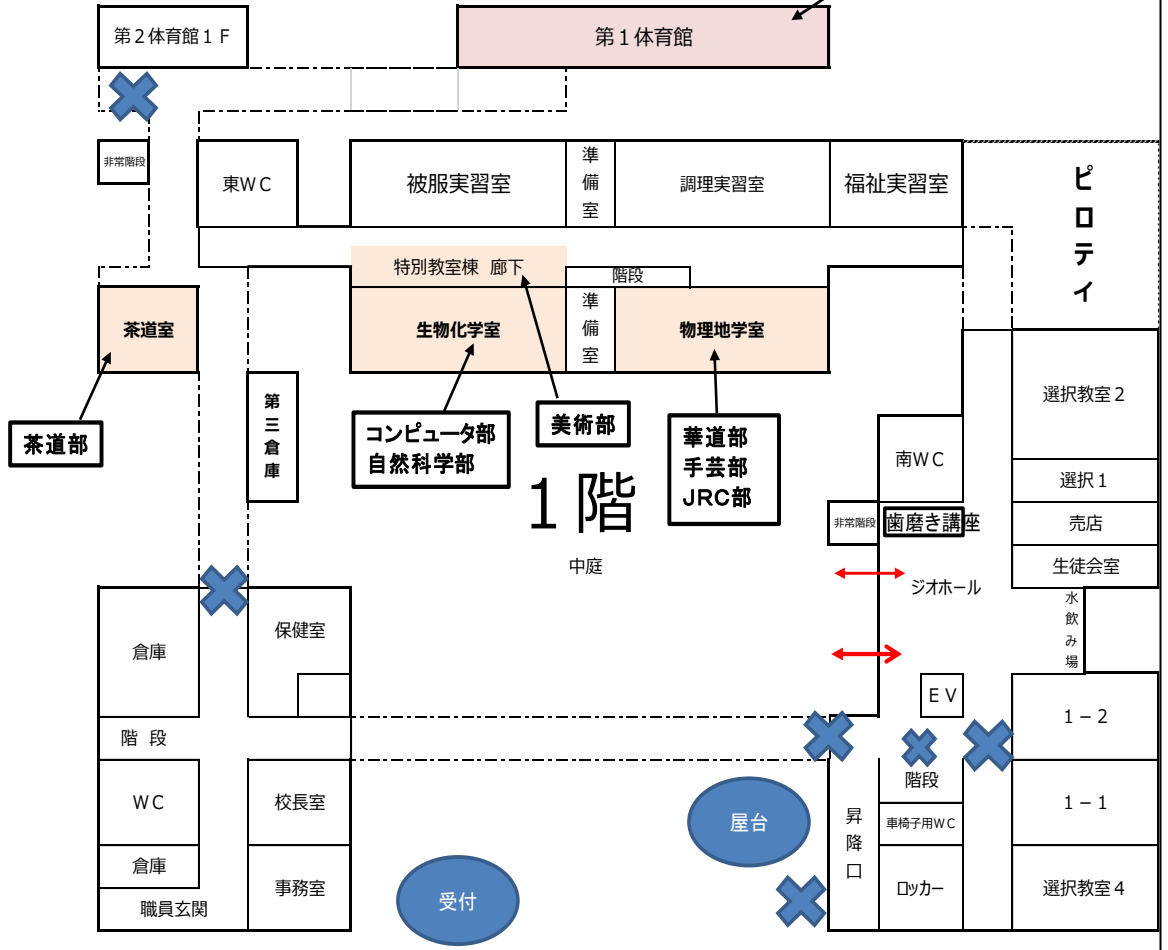 第2体育館1F
第1体育館
非常階段
東WC
被服実習室
準備室
調理実習室
福祉実習室
ピロティ
特別教室棟 廊下
階段
茶道室
生物化学室
準備室
物理地学室
選択教室2
茶道部
第三倉庫
コンピュータ部
自然科学部
美術部
華道部
手芸部
JRC部
南WC
選択1
1階
非常階段
歯磨き講座
売店
中庭
ジオホール
生徒会室
水飲み場
倉庫
保健室
EV
1-2
階段
WC
校長室
屋台
昇降口
階段
車椅子用WC
1-1
倉庫
事務室
職員玄関
受付
ロッカー
選択教室4